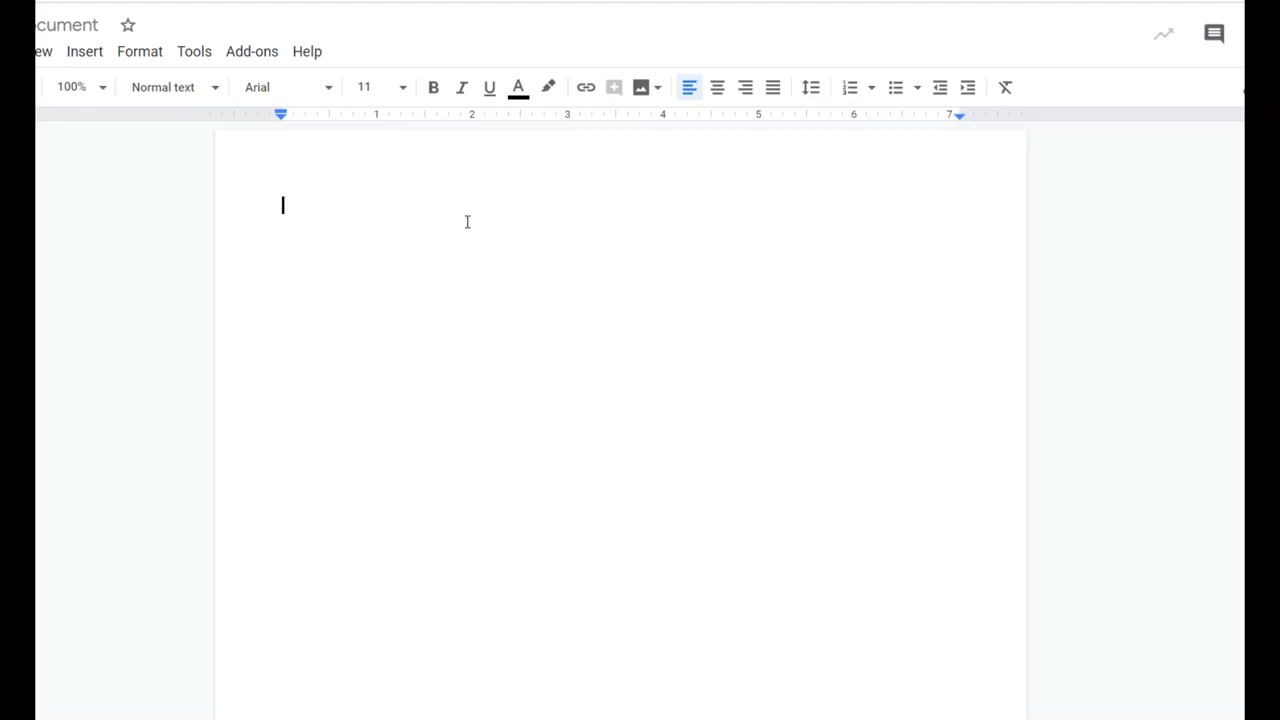 ocument
ew Insert Format Tools Add-ons Help
100% Normal text Arial 11 B I U A
1 2 3 4 5 6 7